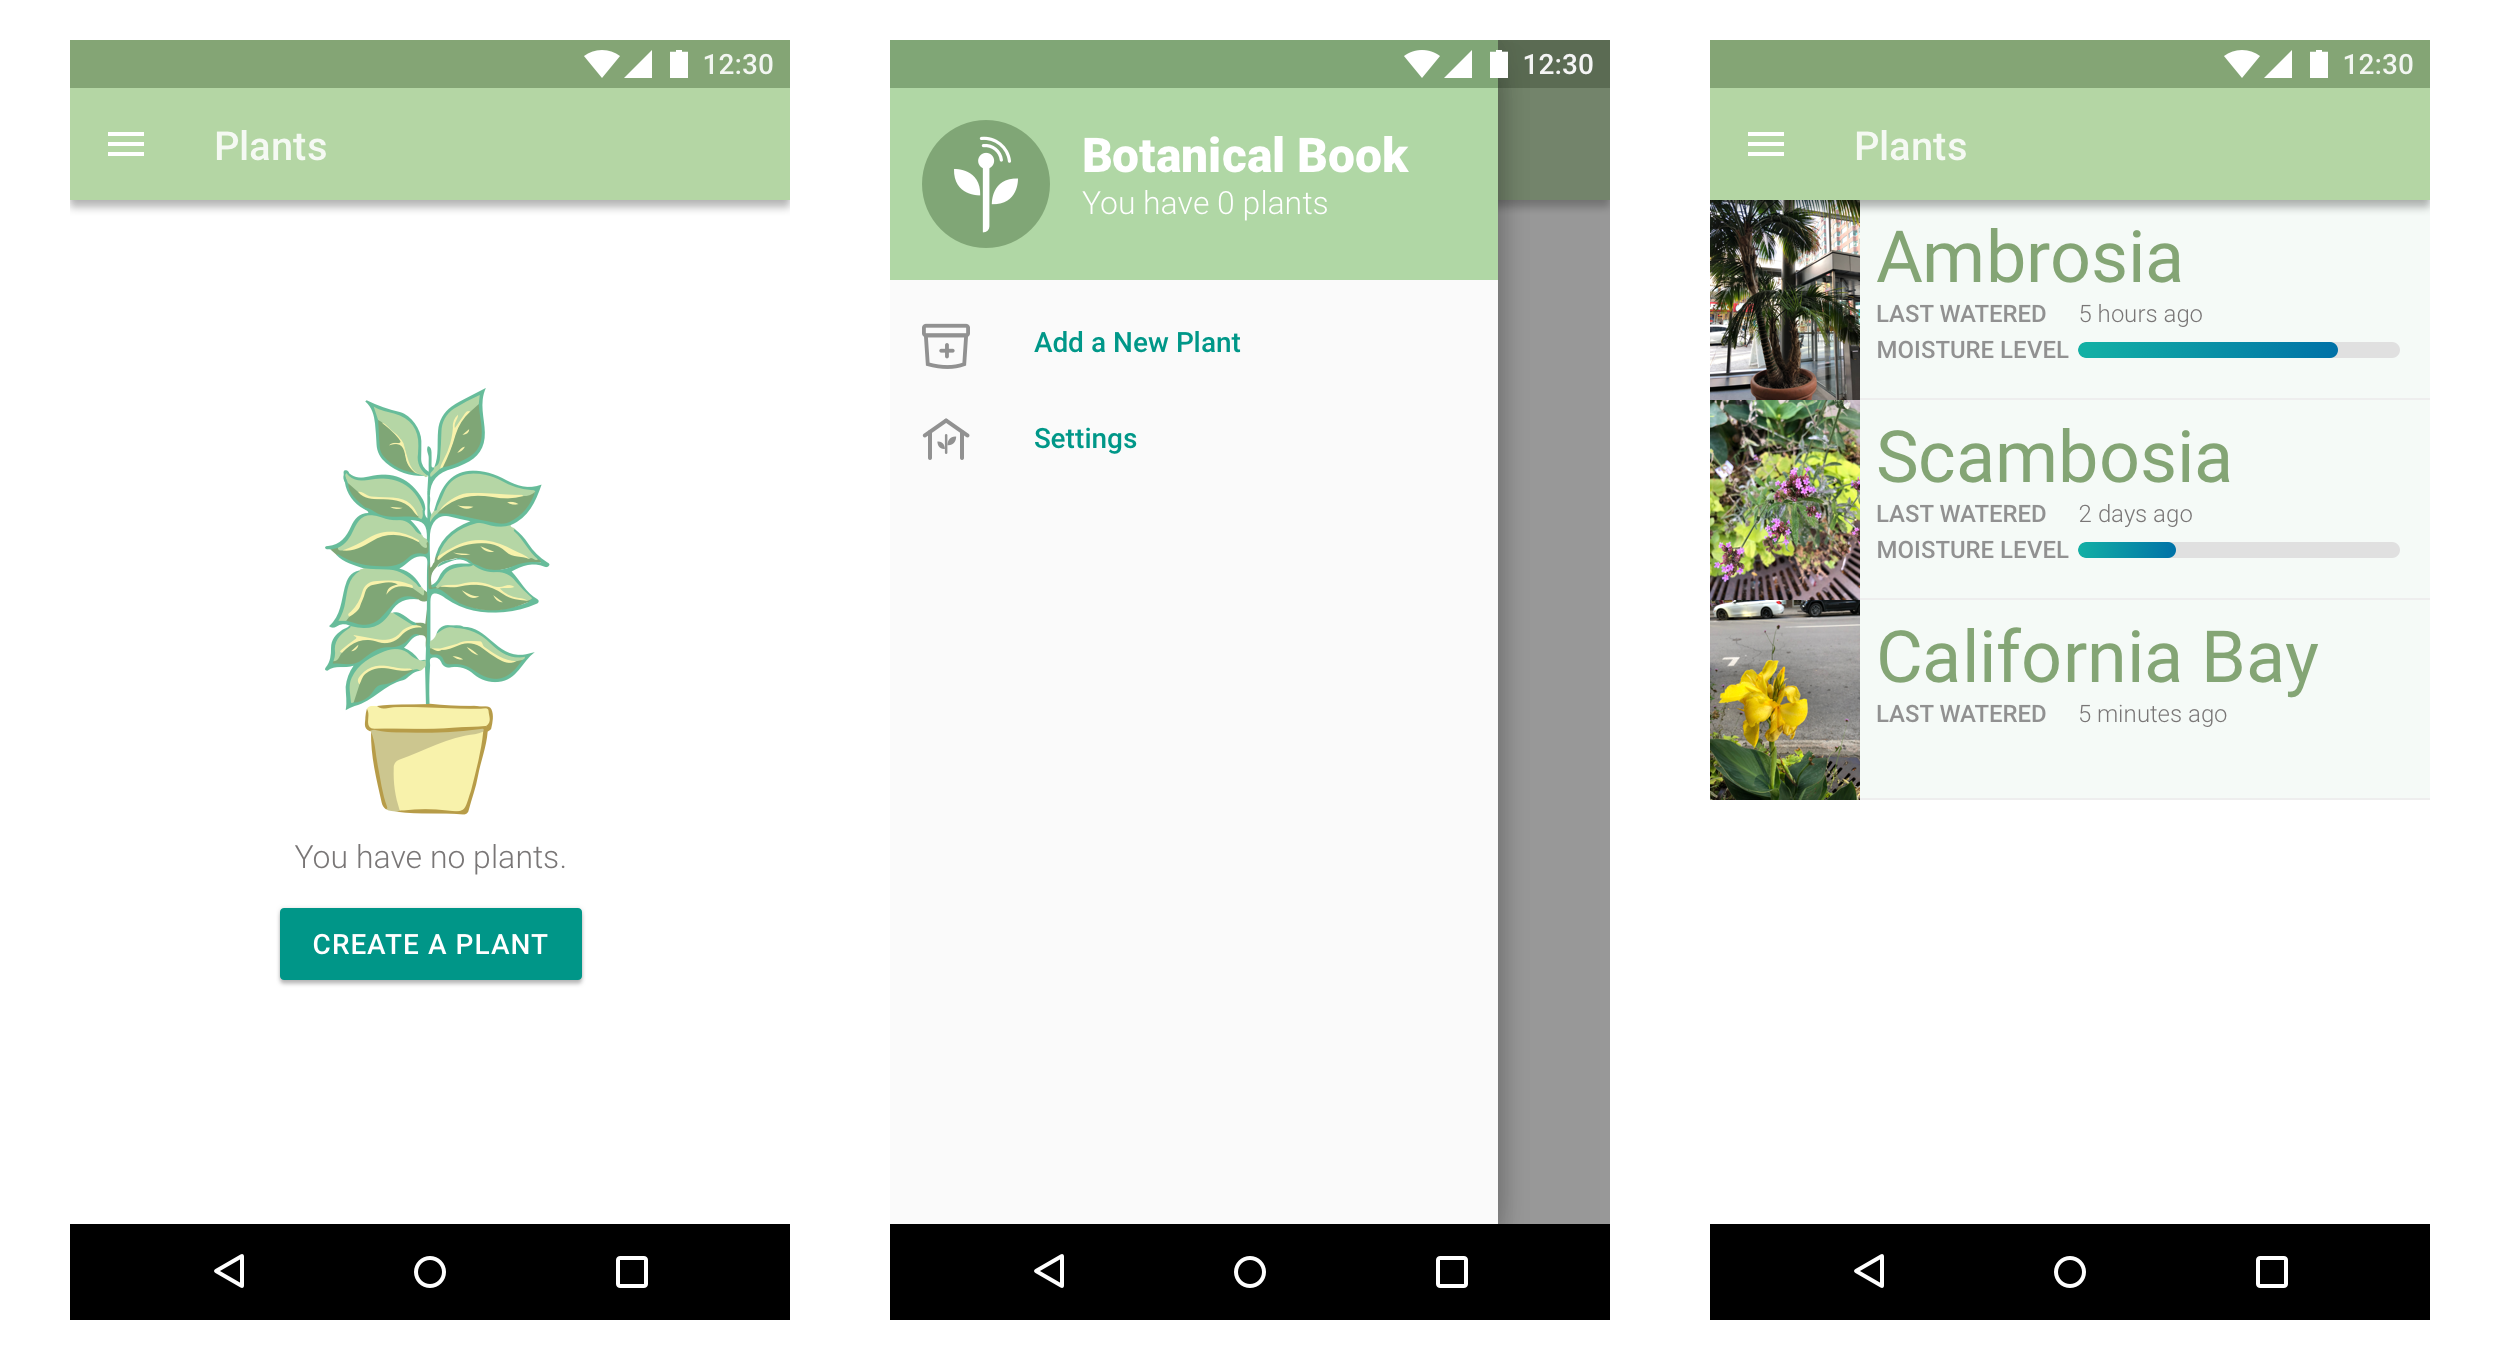 12:30
Plants
You have no plants.
CREATE A PLANT
12:30
Botanical Book
You have 0 plants
Add a New Plant
Settings
12:30
Plants
Ambrosia
LAST WATERED 5 hours ago
MOISTURE LEVEL
Scambosia
LAST WATERED 2 days ago
MOISTURE LEVEL
California Bay
LAST WATERED 5 minutes ago